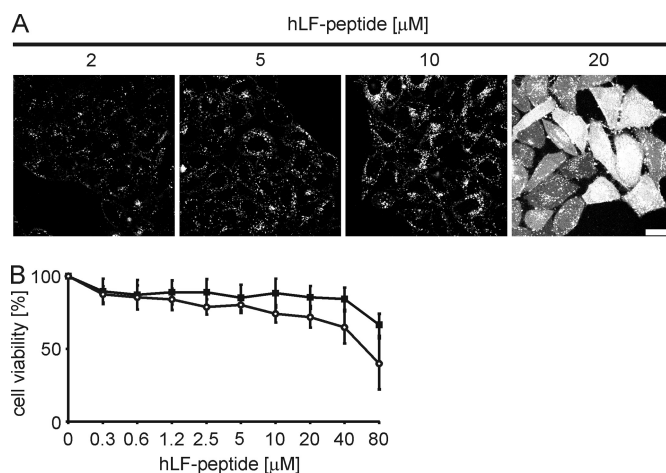 A
hLF-peptide [μM]
2 5 10 20
B
100
50
0
cell viability [%]
0 0.3 0.6 1.2 2.5 5 10 20 40 80
hLF-peptide [μM]